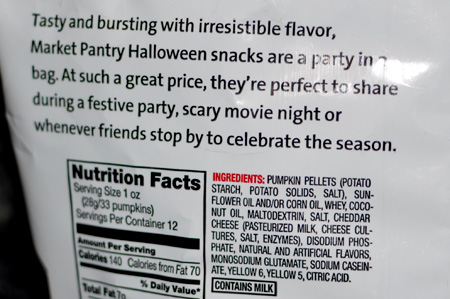 Tasty and bursting with irresistible flavor,
Market Pantry Halloween snacks are a party in a
bag. At such a great price, they're perfect to share
during a festive party, scary movie night or
whenever friends stop by to celebrate the season.
Nutrition Facts
Serving Size 1 oz
(28g/33 pumpkins)
Servings Per Container 12
Amount Per Serving
Calories 140 Calories from Fat 70
% Daily Value*
Total Fat 7g
INGREDIENTS: PUMPKIN PELLETS (POTATO
STARCH, POTATO SOLIDS, SALT), SUN-
FLOWER OIL AND/OR CORN OIL, WHEY, COCO-
NUT OIL, MALTODEXTRIN, SALT, CHEDDAR
CHEESE (PASTEURIZED MILK, CHEESE CUL-
TURES, SALT, ENZYMES), DISODIUM PHOS-
PHATE, NATURAL AND ARTIFICIAL FLAVORS,
MONOSODIUM GLUTAMATE, SODIUM CASEIN-
ATE, YELLOW 6, YELLOW 5, CITRIC ACID.
CONTAINS MILK